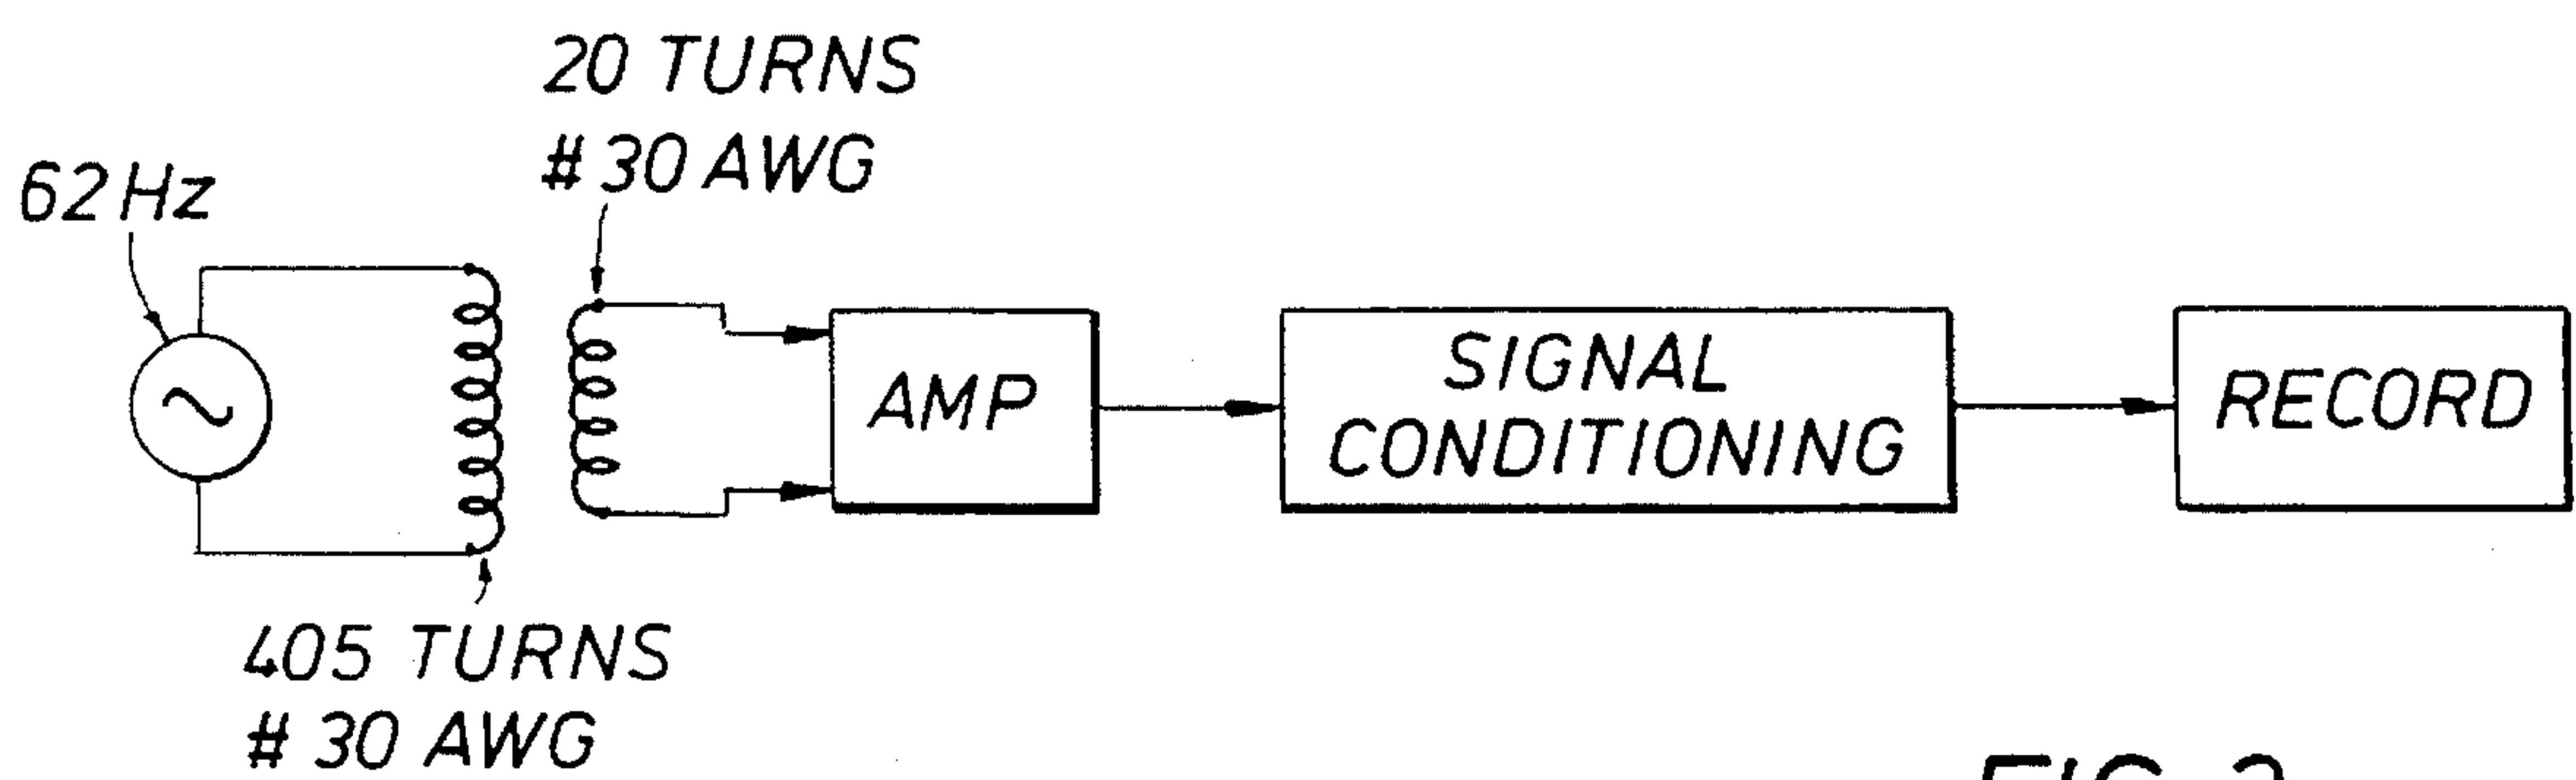 20 TURNS
# 30 AWG
62 Hz
AMP
SIGNAL
CONDITIONING
RECORD
405 TURNS
# 30 AWG